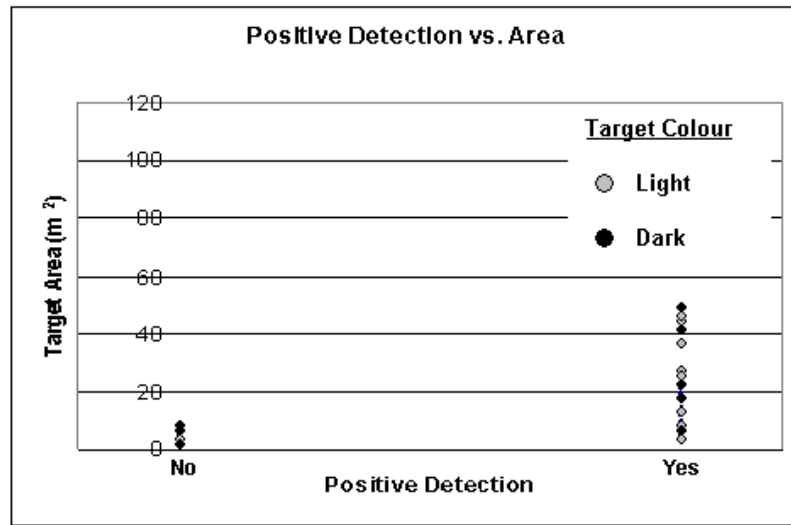 Positive Detection vs. Area
120
100
80
60
40
20
0
Target Area (m ²)
Target Colour
Light
Dark
No
Yes
Positive Detection